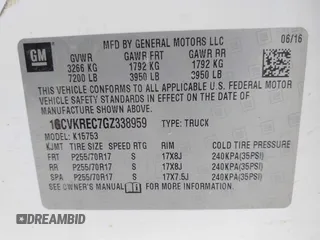 GM
MFD BY GENERAL MOTORS LLC
06/16
GVWR GAWR FRT GAWR RR
3266 KG 1792 KG 1792 KG
7200 LB 3950 LB 3950 LB
THIS VEHICLE CONFORMS TO ALL APPLICABLE U.S. FEDERAL MOTOR
VEHICLE SAFETY STANDARDS IN EFFECT ON THE DATE OF
MANUFACTURE SHOWN ABOVE.
1GCVKREC7GZ338959 TYPE: TRUCK
MODEL: K15753
KJMT TIRE SIZE SPEED RTG RIM COLD TIRE PRESSURE
FRT P255/70R17 S 17X8J 240KPA(35PSI)
RR P255/70R17 S 17X8J 240KPA(35PSI)
SPA P255/70R17 S 17X7.5J 240KPA(35PSI)
SEE OWNER'S MANUAL FOR ADDITIONAL INFORMATION.
DREAMBID